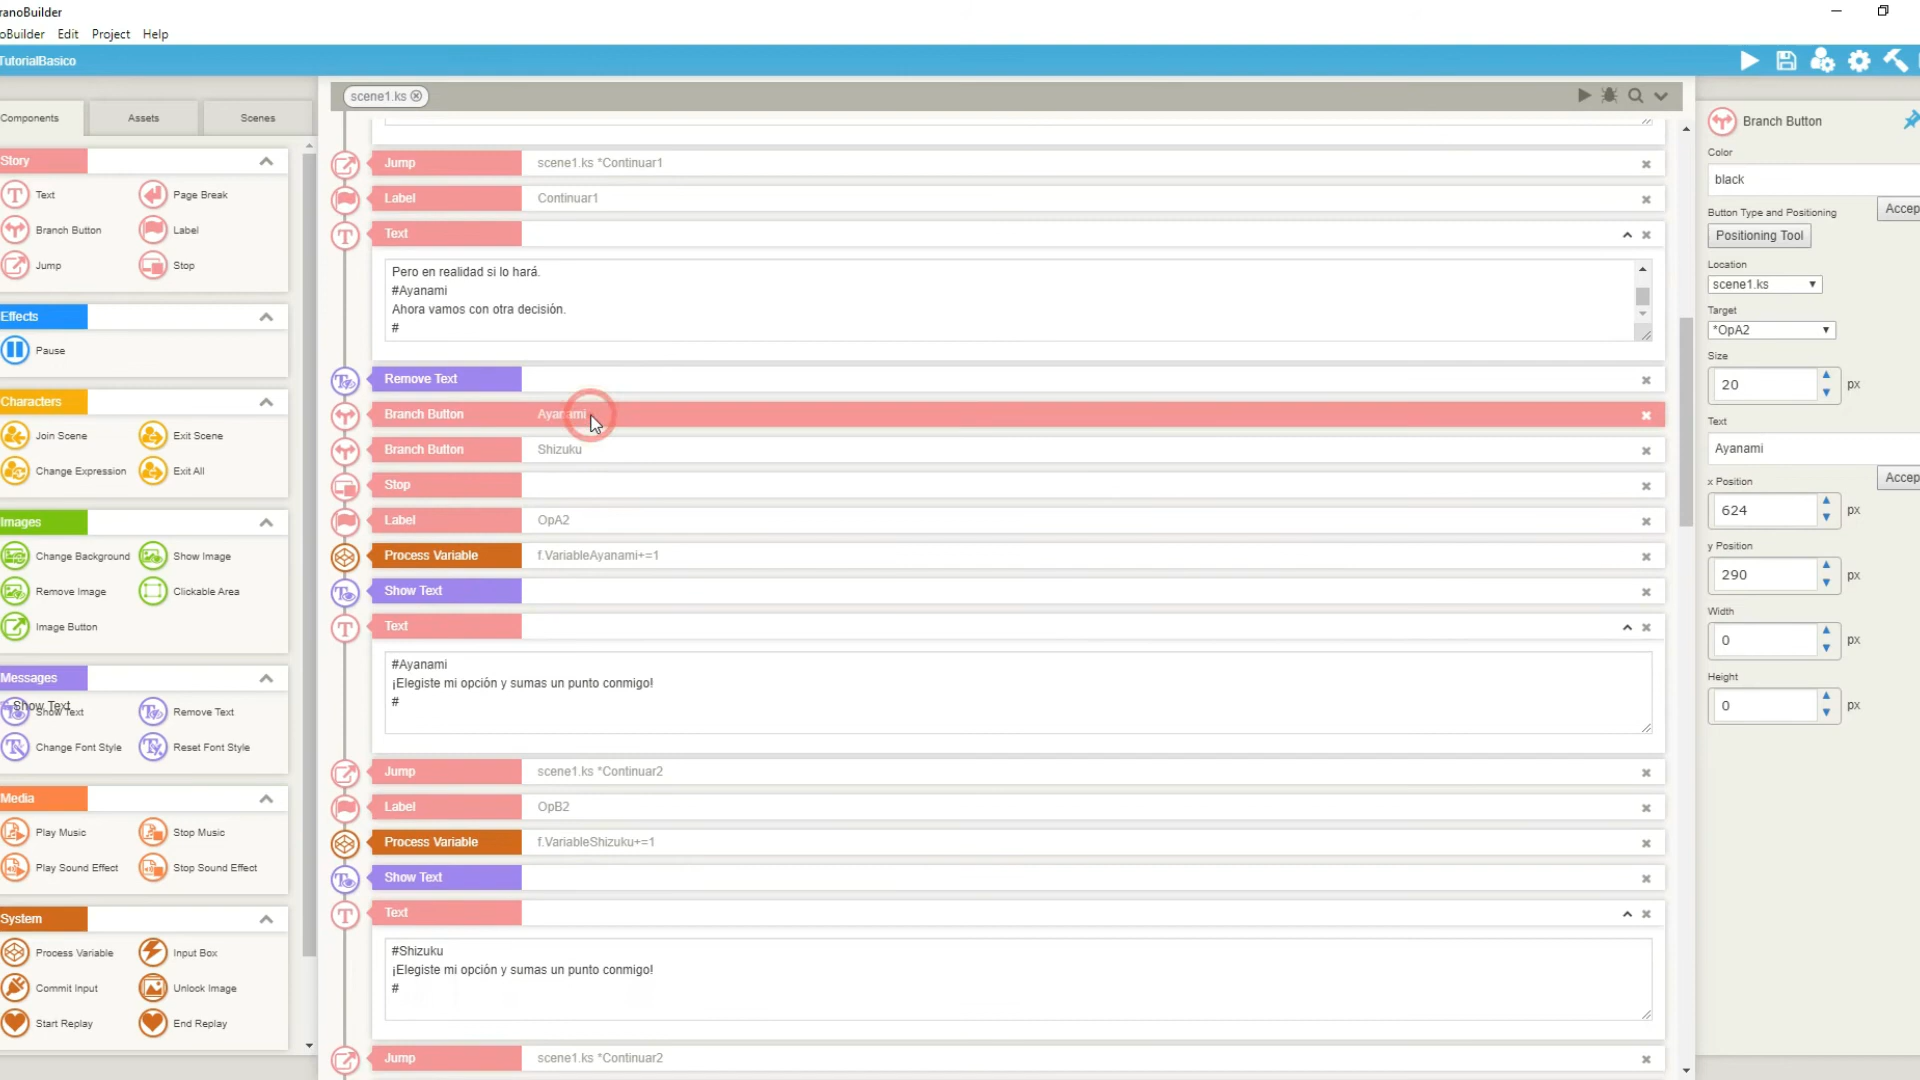 ranoBuilder
oBuilder Edit Project Help
TutorialBasico
Components Assets Scenes
scene1.ks
Story
Text Page Break
Branch Button Label
Jump Stop
Effects
Pause
Characters
Join Scene Exit Scene
Change Expression Exit All
Images
Change Background Show Image
Remove Image Clickable Area
Image Button
Messages
Show Text
Show Text Remove Text
Change Font Style Reset Font Style
Media
Play Music Stop Music
Play Sound Effect Stop Sound Effect
System
Process Variable Input Box
Commit Input Unlock Image
Start Replay End Replay
Jump scene1.ks *Continuar1
Label Continuar1
Text
Pero en realidad si lo hará.
#Ayanami
Ahora vamos con otra decisión.
#
Remove Text
Branch Button Ayanami
Branch Button Shizuku
Stop
Label OpA2
Process Variable f.VariableAyanami+=1
Show Text
Text
#Ayanami
¡Elegiste mi opción y sumas un punto conmigo!
#
Jump scene1.ks *Continuar2
Label OpB2
Process Variable f.VariableShizuku+=1
Show Text
Text
#Shizuku
¡Elegiste mi opción y sumas un punto conmigo!
#
Jump scene1.ks *Continuar2
Branch Button
Color
black
Accep
Button Type and Positioning
Positioning Tool
Location
scene1.ks
Target
*OpA2
Size
20 px
Text
Ayanami
Accep
x Position
624 px
y Position
290 px
Width
0 px
Height
0 px